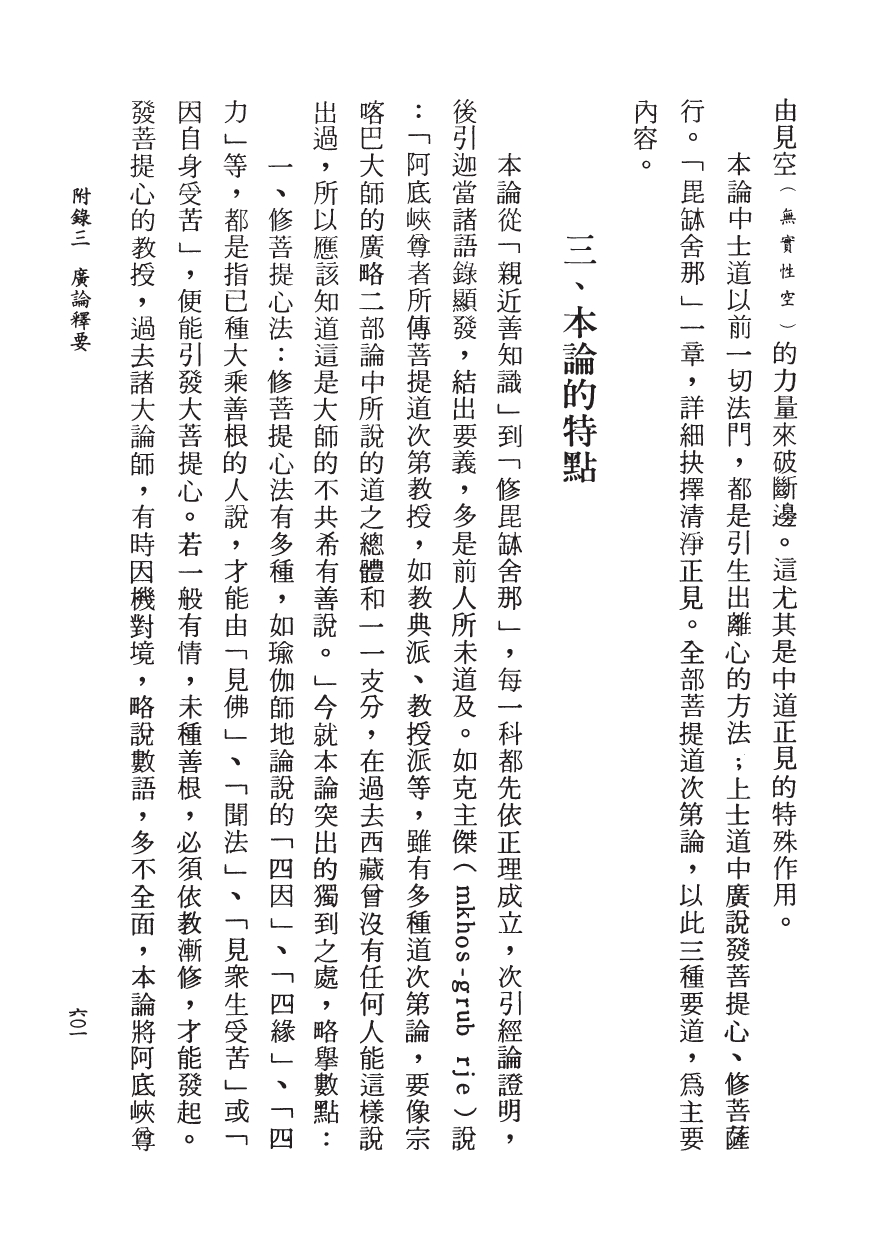 由見空（無實性空）的力量來破斷邊。這尤其是中道正見的特殊作用。
本論中士道以前一切法門，都是引生出離心的方法；上士道中廣說發菩提心、修菩薩
行。「毘缽舍那」一章，詳細抉擇清淨正見。全部菩提道次第論，以此三種要道，爲主要
內容。
三、本論的特點
本論從「親近善知識」到「修毘缽舍那」，每一科都先依正理成立，次引經論證明，
後引迦當諸語錄顯發，結出要義，多是前人所未道及。如克主傑（mkhos-grub rje）說
：「阿底峽尊者所傳菩提道次第教授，如教典派、教授派等，雖有多種道次第論，要像宗
喀巴大師的廣略二部論中所說的道之總體和一一支分，在過去西藏曾沒有任何人能這樣說
出過，所以應該知道這是大師的不共希有善說。」今就本論突出的獨到之處，略舉數點：
一、修菩提心法：修菩提心法有多種，如瑜伽師地論說的「四因」、「四緣」、「四
力」等，都是指已種大乘善根的人說，才能由「見佛」、「聞法」、「見衆生受苦」或「
因自身受苦」，便能引發大菩提心。若一般有情，未種善根，必須依教漸修，才能發起。
發菩提心的教授，過去諸大論師，有時因機對境，略說數語，多不全面，本論將阿底峽尊
附錄三　廣論釋要
六〇一